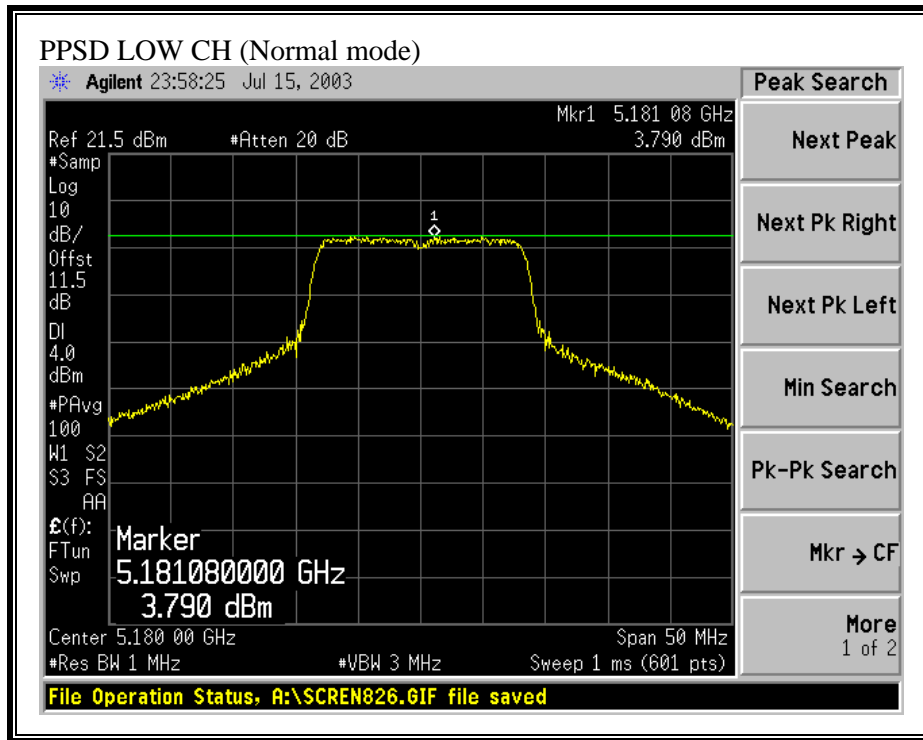 PPSD LOW CH (Normal mode)
Agilent 23:58:25 Jul 15, 2003
Peak Search
Mkr1 5.181 08 GHz
Ref 21.5 dBm #Atten 20 dB 3.790 dBm
#Samp
Log
10
dB/
Offst
11.5
dB
DI
4.0
dBm
#PAvg
100
W1 S2
S3 FS
AA
£(f):
FTun
Swp
1
Marker
5.181080000 GHz
3.790 dBm
Center 5.180 00 GHz Span 50 MHz
#Res BW 1 MHz #VBW 3 MHz Sweep 1 ms (601 pts)
Next Peak
Next Pk Right
Next Pk Left
Min Search
Pk-Pk Search
Mkr → CF
More
1 of 2
File Operation Status, A:\SCREN826.GIF file saved